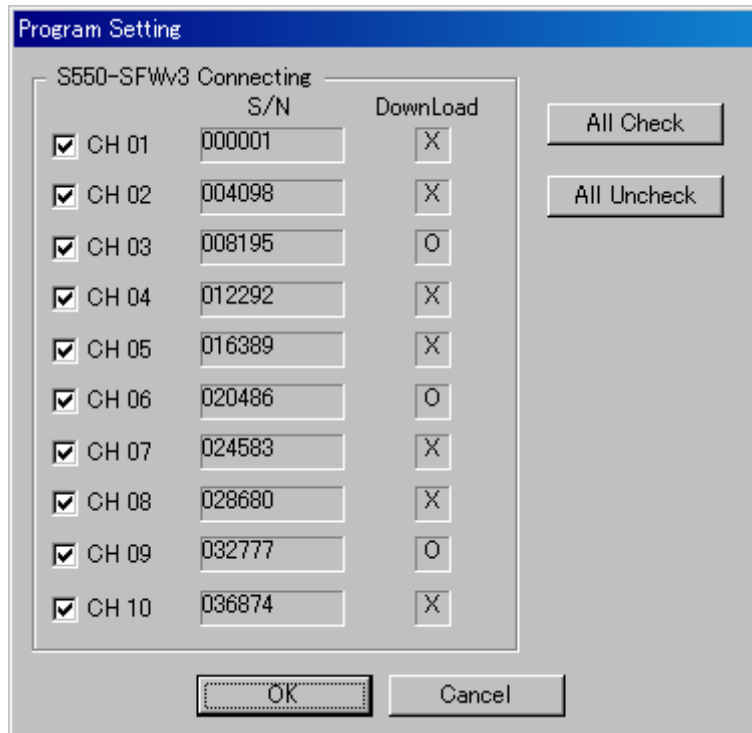 Program Setting
S550-SFWv3 Connecting
S/N DownLoad
CH 01 000001 X
CH 02 004098 X
CH 03 008195 O
CH 04 012292 X
CH 05 016389 X
CH 06 020486 O
CH 07 024583 X
CH 08 028680 X
CH 09 032777 O
CH 10 036874 X
All Check
All Uncheck
OK Cancel